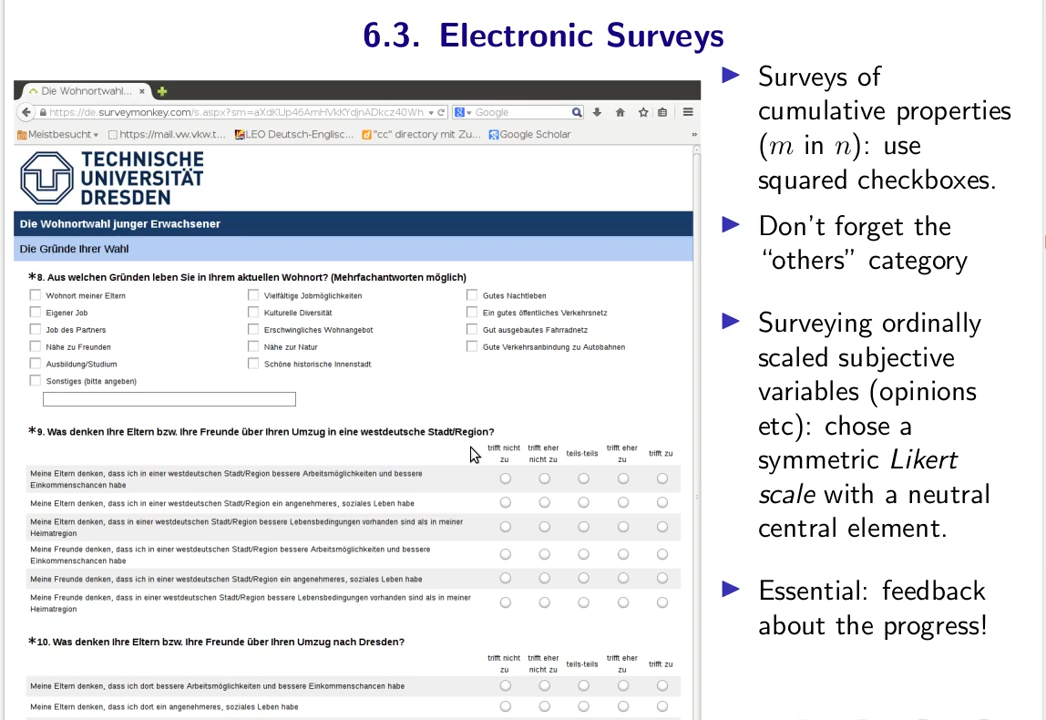 6.3. Electronic Surveys
Die Wohnortwahl...
https://de.surveymonkey.com/s.aspx?sm=aXdKUp46AmHVkKYdjnADkcz40Wh
Google
Meistbesucht
https://mail.vw.vkw.t...
LEO Deutsch-Englisc...
"cc" directory mit Zu...
Google Scholar
»
TECHNISCHE
UNIVERSITÄT
DRESDEN
Die Wohnortwahl junger Erwachsener
Die Gründe Ihrer Wahl
*8. Aus welchen Gründen leben Sie in Ihrem aktuellen Wohnort? (Mehrfachantworten möglich)
Wohnort meiner Eltern Vielfältige Jobmöglichkeiten Gutes Nachtleben
Eigener Job Kulturelle Diversität Ein gutes öffentliches Verkehrsnetz
Job des Partners Erschwingliches Wohnangebot Gut ausgebautes Fahrradnetz
Nähe zu Freunden Nähe zur Natur Gute Verkehrsanbindung zu Autobahnen
Ausbildung/Studium Schöne historische Innenstadt
Sonstiges (bitte angeben)
*9. Was denken Ihre Eltern bzw. Ihre Freunde über Ihren Umzug in eine westdeutsche Stadt/Region?
trifft nicht trifft eher teils-teils trifft eher trifft zu
zu nicht zu zu
Meine Eltern denken, dass ich in einer westdeutschen Stadt/Region bessere Arbeitsmöglichkeiten und bessere
Einkommenschancen habe
Meine Eltern denken, dass ich in einer westdeutschen Stadt/Region ein angenehmeres, soziales Leben habe
Meine Eltern denken, dass in einer westdeutschen Stadt/Region bessere Lebensbedingungen vorhanden sind als in meiner
Heimatregion
Meine Freunde denken, dass ich in einer westdeutschen Stadt/Region bessere Arbeitsmöglichkeiten und bessere
Einkommenschancen habe
Meine Freunde denken, dass ich in einer westdeutschen Stadt/Region ein angenehmeres, soziales Leben habe
Meine Freunde denken, dass ich in einer westdeutschen Stadt/Region bessere Lebensbedingungen vorhanden sind als in meiner
Heimatregion
*10. Was denken Ihre Eltern bzw. Ihre Freunde über Ihren Umzug nach Dresden?
trifft nicht trifft eher teils-teils trifft eher trifft zu
zu nicht zu zu
Meine Eltern denken, dass ich dort bessere Arbeitsmöglichkeiten und bessere Einkommenschancen habe
Meine Eltern denken, dass ich dort ein angenehmeres, soziales Leben habe
Surveys of
cumulative properties
(m in n): use
squared checkboxes.
Don't forget the
“others” category
Surveying ordinally
scaled subjective
variables (opinions
etc): chose a
symmetric Likert
scale with a neutral
central element.
Essential: feedback
about the progress!